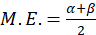 M.E. = α+β/2